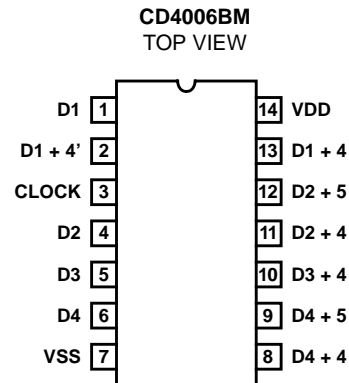 CD4006BM
TOP VIEW
D1 1 14 VDD
D1 + 4’ 2 13 D1 + 4
CLOCK 3 12 D2 + 5
D2 4 11 D2 + 4
D3 5 10 D3 + 4
D4 6 9 D4 + 5
VSS 7 8 D4 + 4